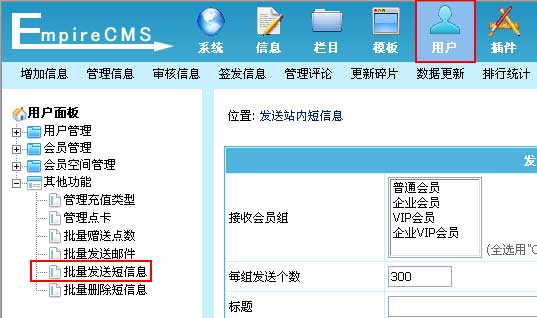 EmpireCMS
系统 信息 栏目 模板 用户 插件
增加信息 管理信息 审核信息 签发信息 管理评论 更新碎片 数据更新 排行统计
用户面板
用户管理
会员管理
会员空间管理
其他功能
管理充值类型
管理点卡
批量赠送点数
批量发送邮件
批量发送短信息
批量删除短信息
位置: 发送站内短信息
发
接收会员组
普通会员
企业会员
VIP会员
企业VIP会员
(全选用"C
每组发送个数 300
标题